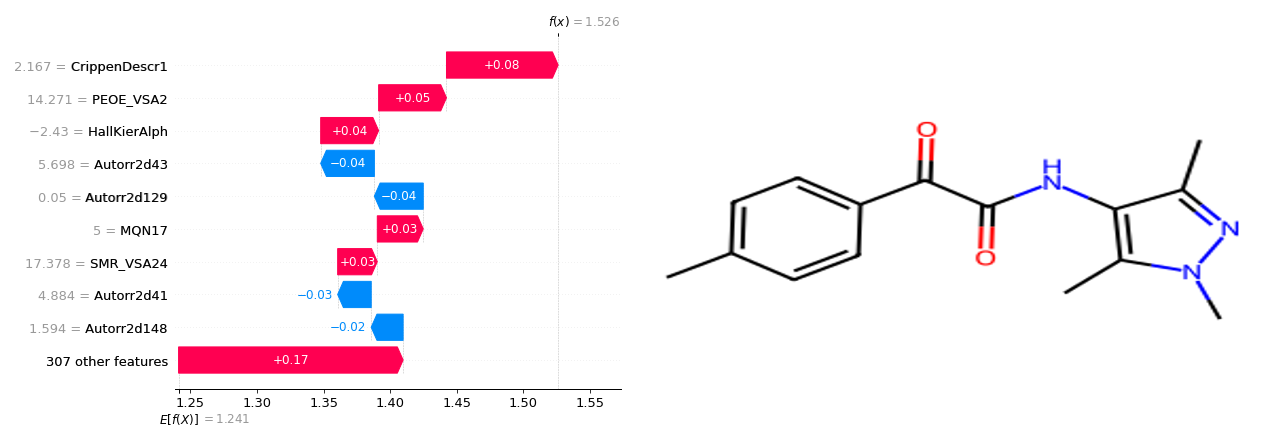 f(x) = 1.526
2.167 = CrippenDescr1
+0.08
14.271 = PEOE_VSA2
+0.05
−2.43 = HallKierAlph
+0.04
5.698 = Autorr2d43
−0.04
0.05 = Autorr2d129
−0.04
5 = MQN17
+0.03
17.378 = SMR_VSA24
+0.03
4.884 = Autorr2d41
−0.03
1.594 = Autorr2d148
−0.02
307 other features
+0.17
1.25 1.30 1.35 1.40 1.45 1.50 1.55
E[f(X)] = 1.241
O
O
H
N
N
N